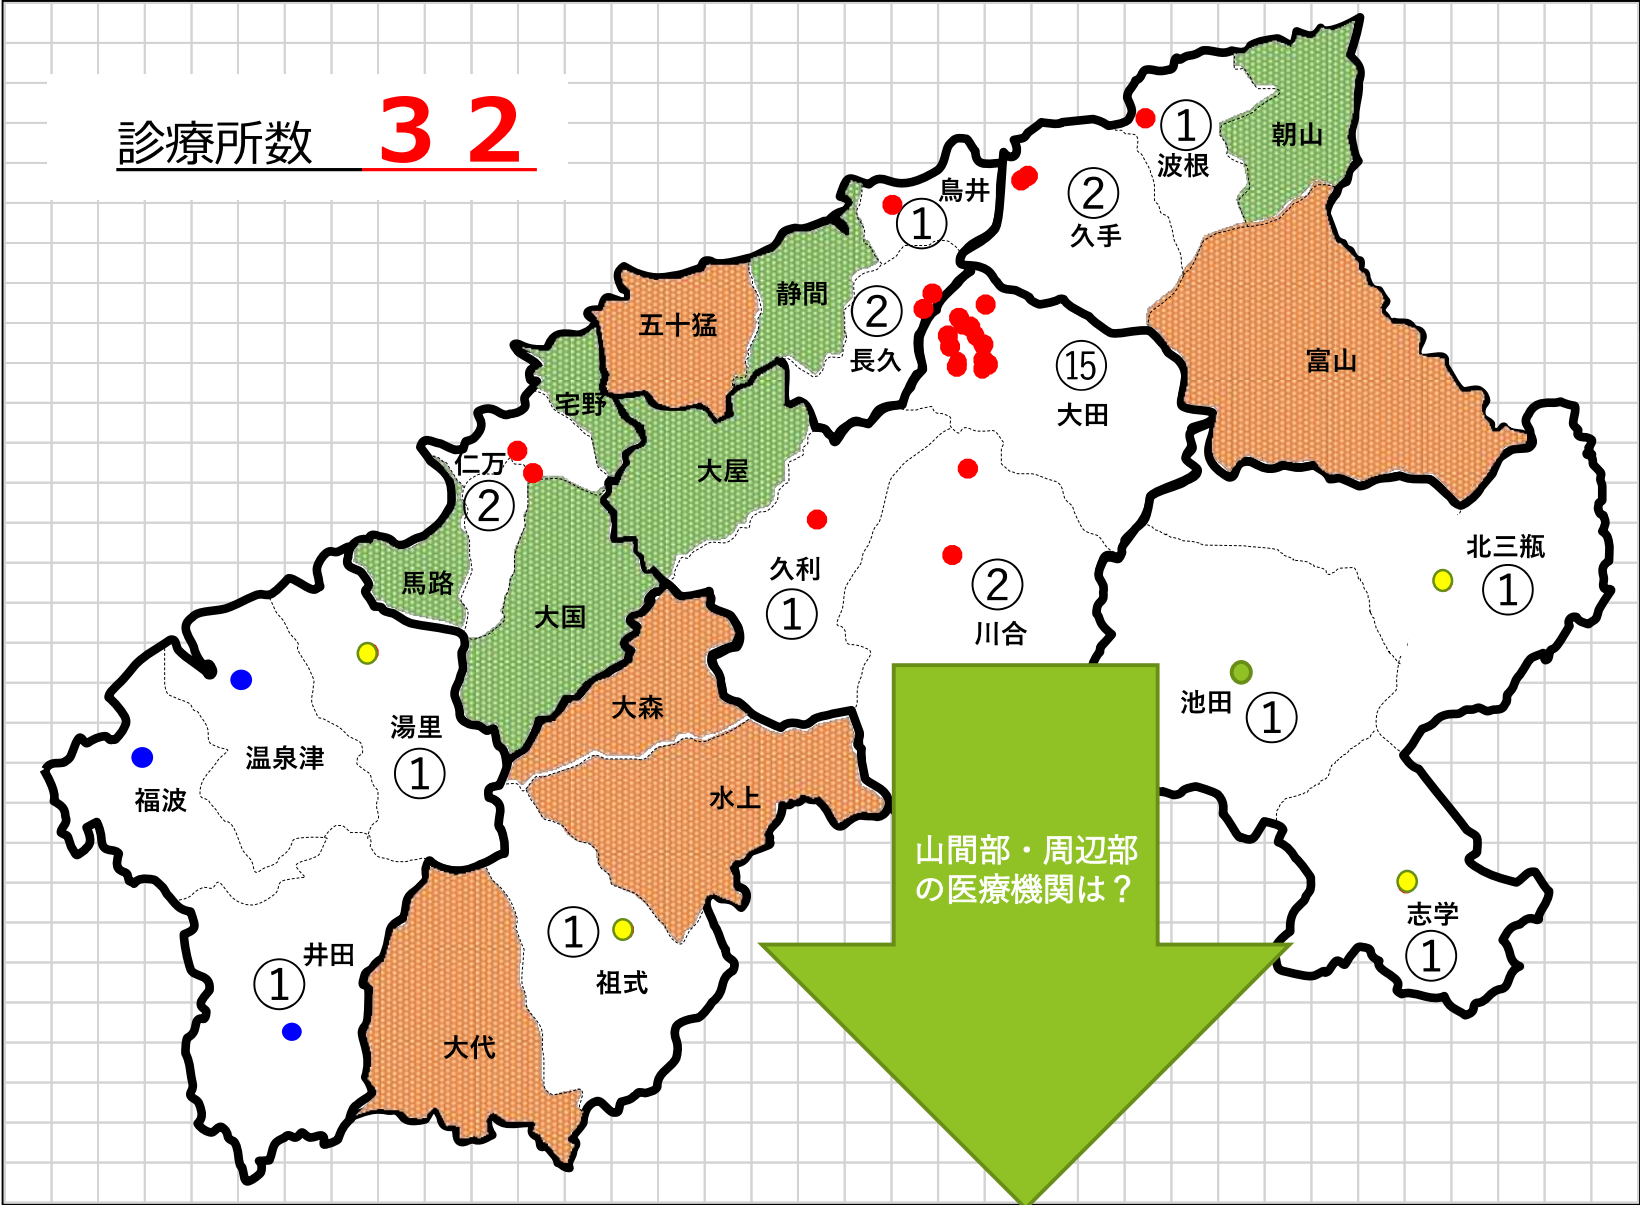 診療所数 ３２
朝山
①
波根
②
久手
鳥井
①
静間
②
長久
五十猛
富山
⑮
大田
宅野
仁万
②
大屋
北三瓶
①
久利
①
②
川合
馬路
大国
池田
①
大森
湯里
①
温泉津
福波
水上
山間部・周辺部
の医療機関は？
志学
①
①
祖式
井田
①
大代